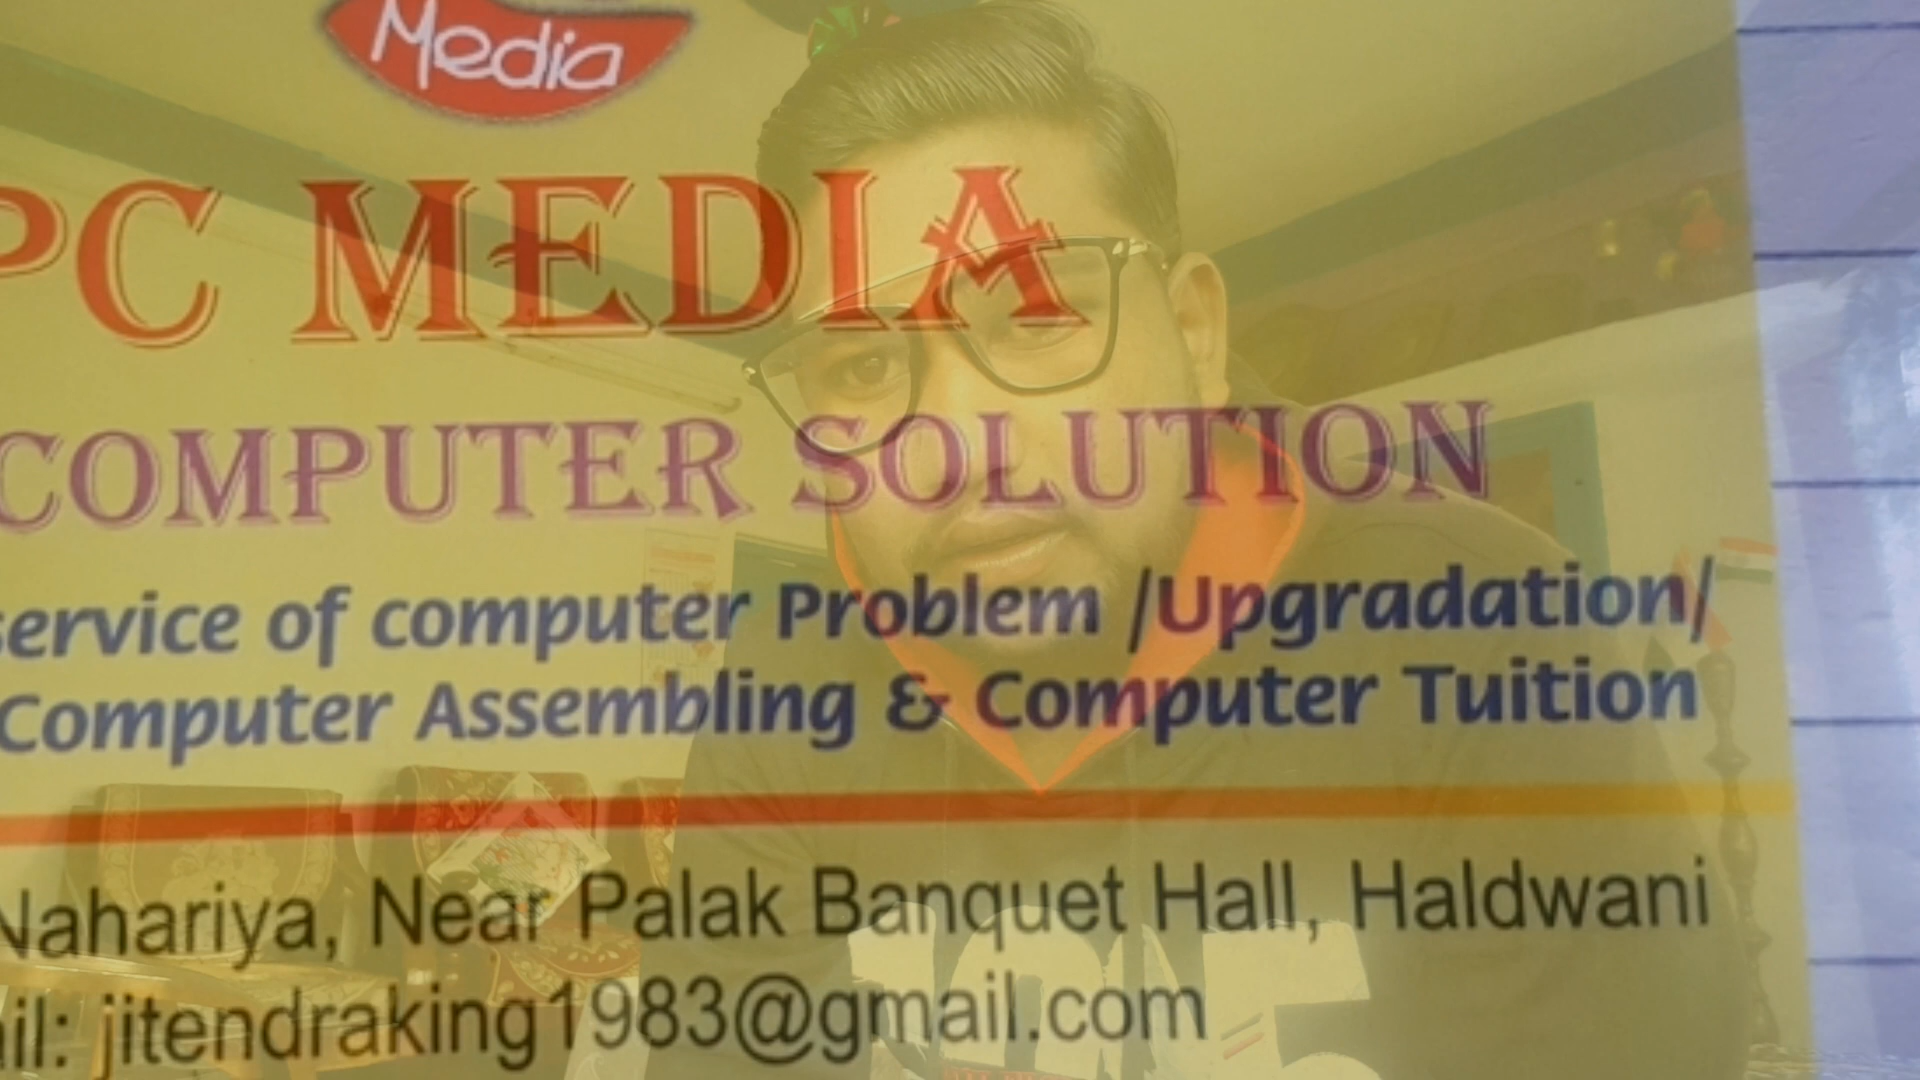 Media
PC MEDIA
COMPUTER SOLUTION
service of computer Problem /Upgradation/
Computer Assembling & Computer Tuition
Nahariya, Near Palak Banquet Hall, Haldwani
ail: jitendraking1983@gmail.com